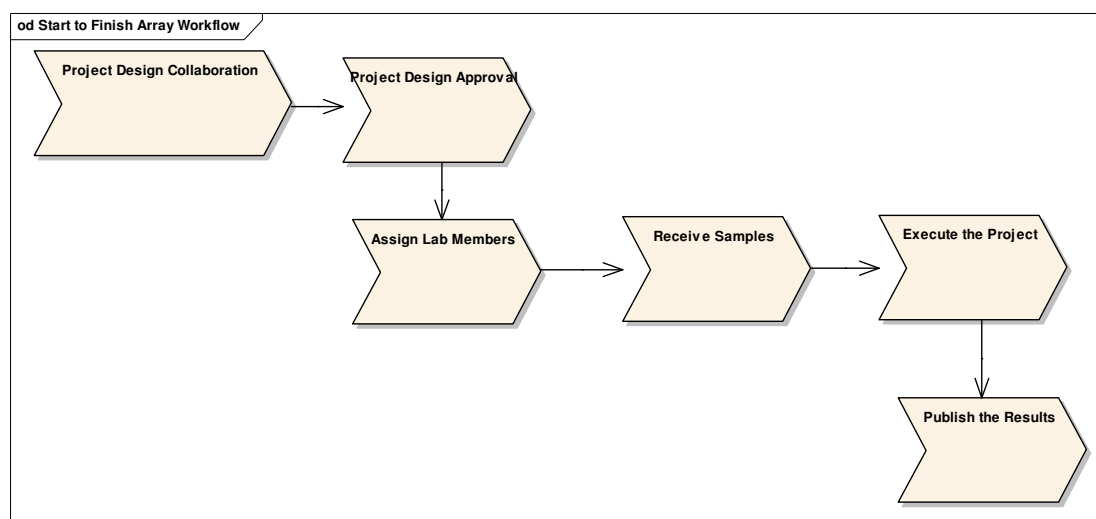 od Start to Finish Array Workflow
Project Design Collaboration
Project Design Approval
Assign Lab Members
Receive Samples
Execute the Project
Publish the Results